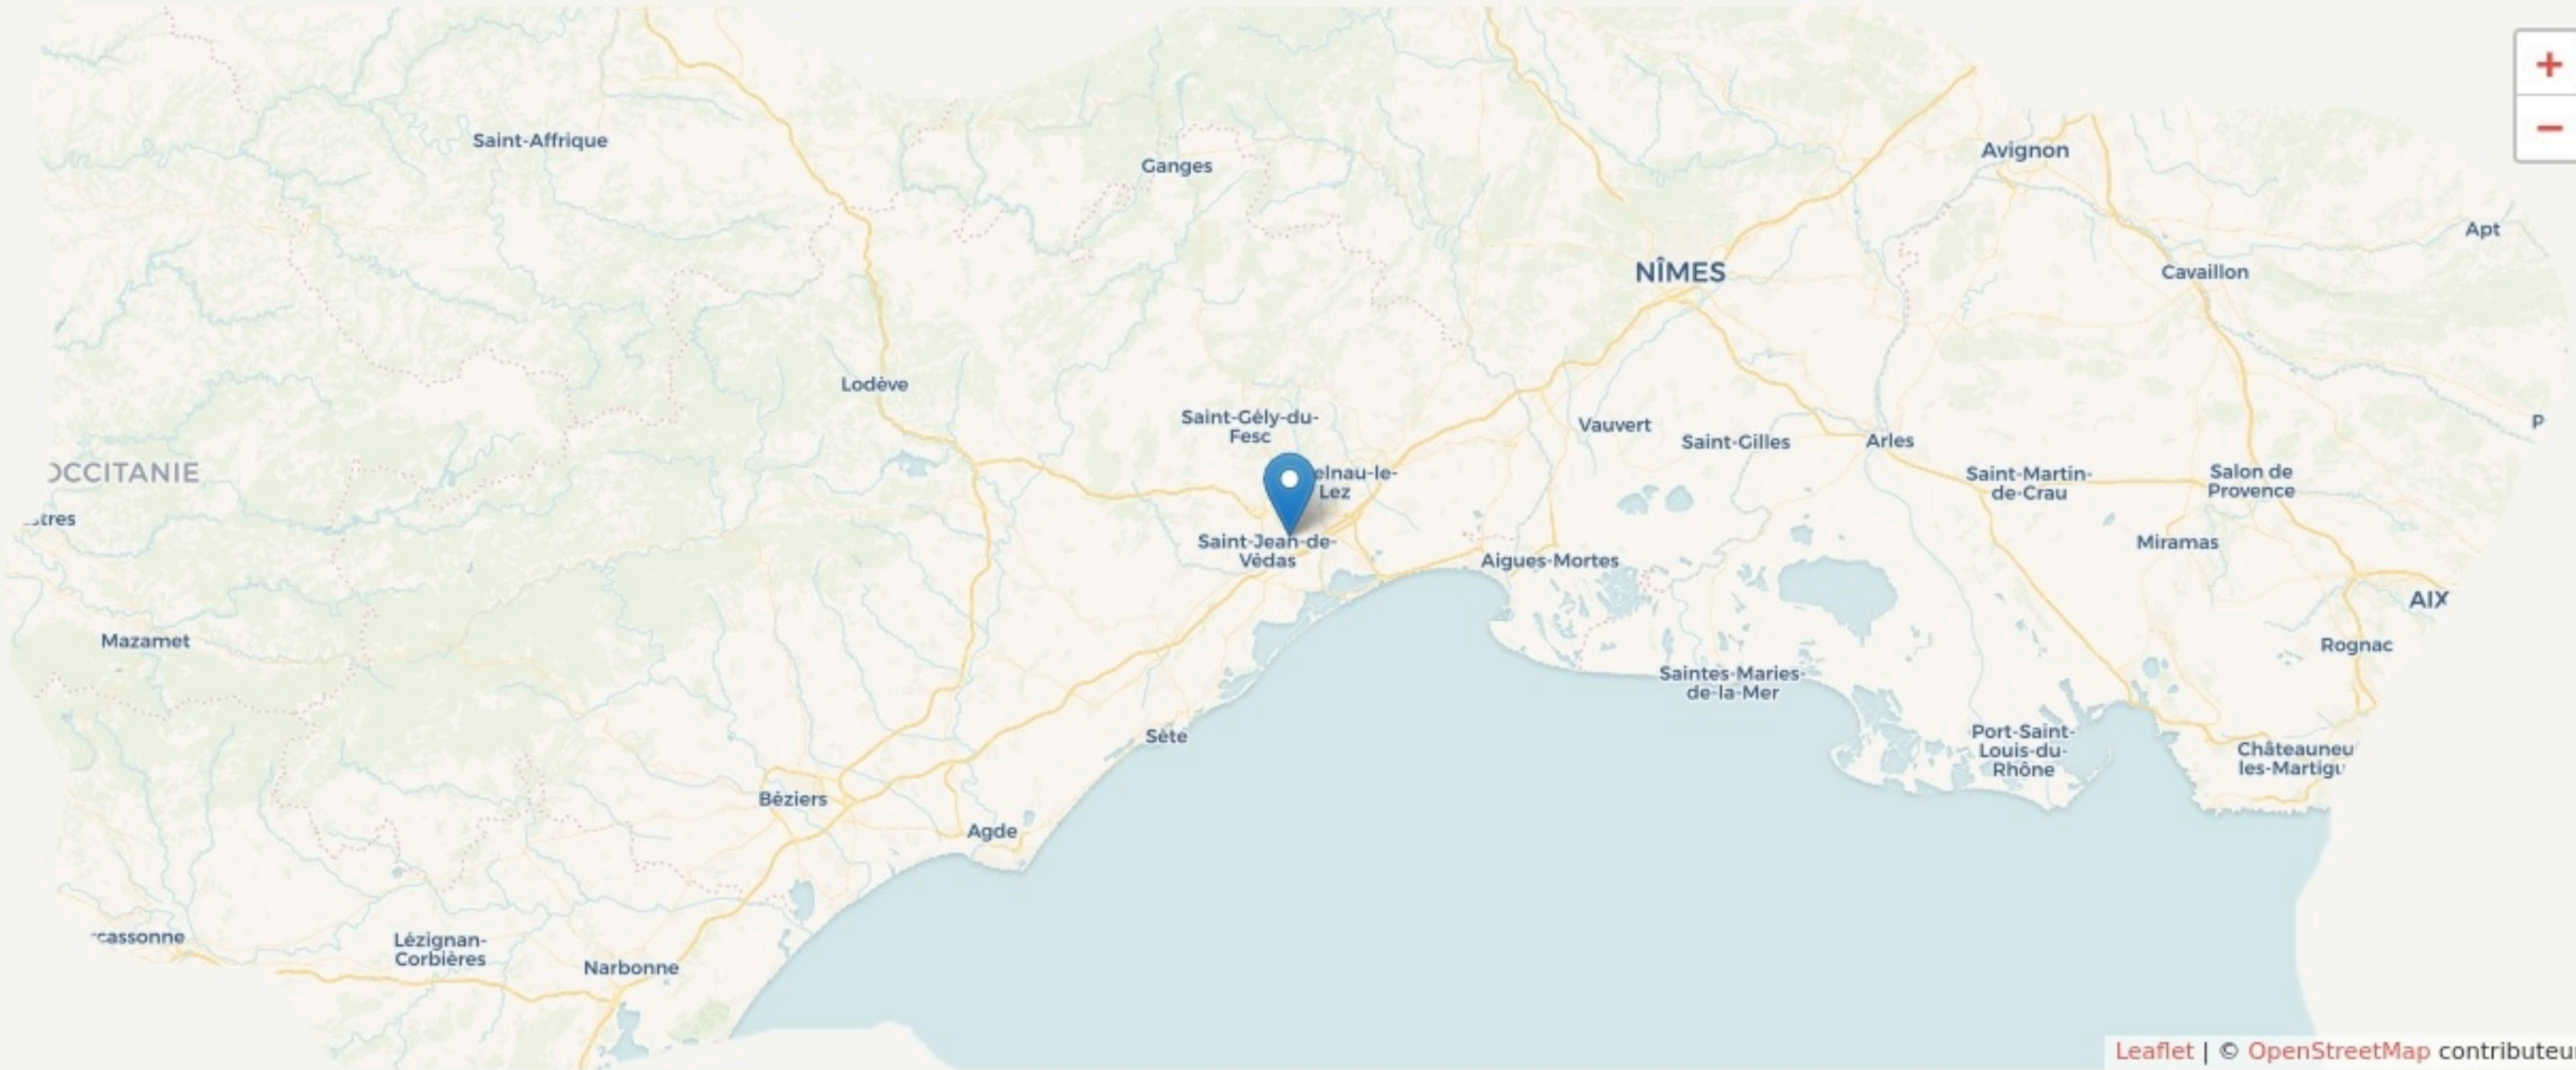 +
−
Saint-Affrique
Ganges
Avignon
Apt
NÎMES
Cavaillon
Lodève
Saint-Gély-du-
Fesc
Vauvert
Saint-Gilles
Arles
P
OCCITANIE
elnau-le-
Lez
Saint-Martin-
de-Crau
Salon de
Provence
stres
Saint-Jean-de-
Védas
Aigues-Mortes
Miramas
AIX
Mazamet
Rognac
Saintes-Maries-
de-la-Mer
Sète
Port-Saint-
Louis-du-
Rhône
Châteauneu
les-Martigu
Béziers
Agde
cassonne
Lézignan-
Corbières
Narbonne
Leaflet | © OpenStreetMap contributeu